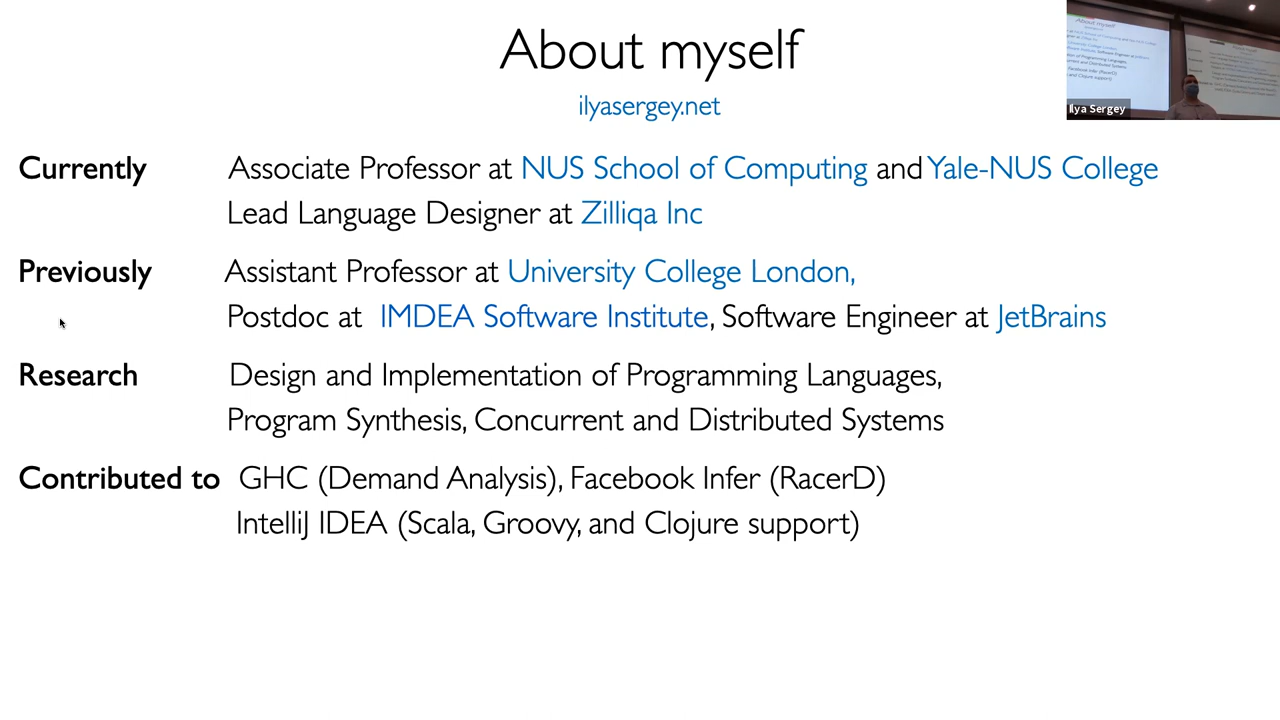 About myself
ilyasergey.net
Currently Associate Professor at NUS School of Computing and Yale-NUS College
Lead Language Designer at Zilliqa Inc
Previously Assistant Professor at University College London,
Postdoc at IMDEA Software Institute, Software Engineer at JetBrains
Research Design and Implementation of Programming Languages,
Program Synthesis, Concurrent and Distributed Systems
Contributed to GHC (Demand Analysis), Facebook Infer (RacerD)
IntelliJ IDEA (Scala, Groovy, and Clojure support)
About myself
Ilya Sergey